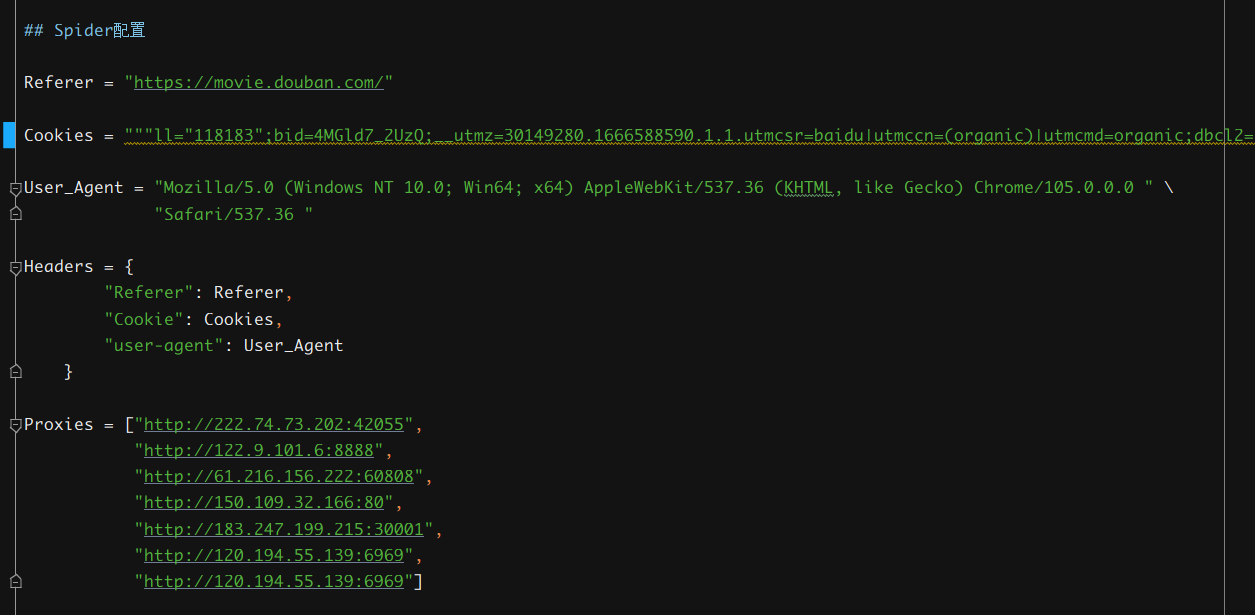 ## Spider配置
Referer = "https://movie.douban.com/"
Cookies = """ll="118183";bid=4MGld7_2UzQ;__utmz=30149280.1666588590.1.1.utmcsr=baidu|utmccn=(organic)|utmcmd=organic;dbcl2=
User_Agent = "Mozilla/5.0 (Windows NT 10.0; Win64; x64) AppleWebKit/537.36 (KHTML, like Gecko) Chrome/105.0.0.0 " \
"Safari/537.36 "
Headers = {
"Referer": Referer,
"Cookie": Cookies,
"user-agent": User_Agent
}
Proxies = ["http://222.74.73.202:42055",
"http://122.9.101.6:8888",
"http://61.216.156.222:60808",
"http://150.109.32.166:80",
"http://183.247.199.215:30001",
"http://120.194.55.139:6969",
"http://120.194.55.139:6969"]